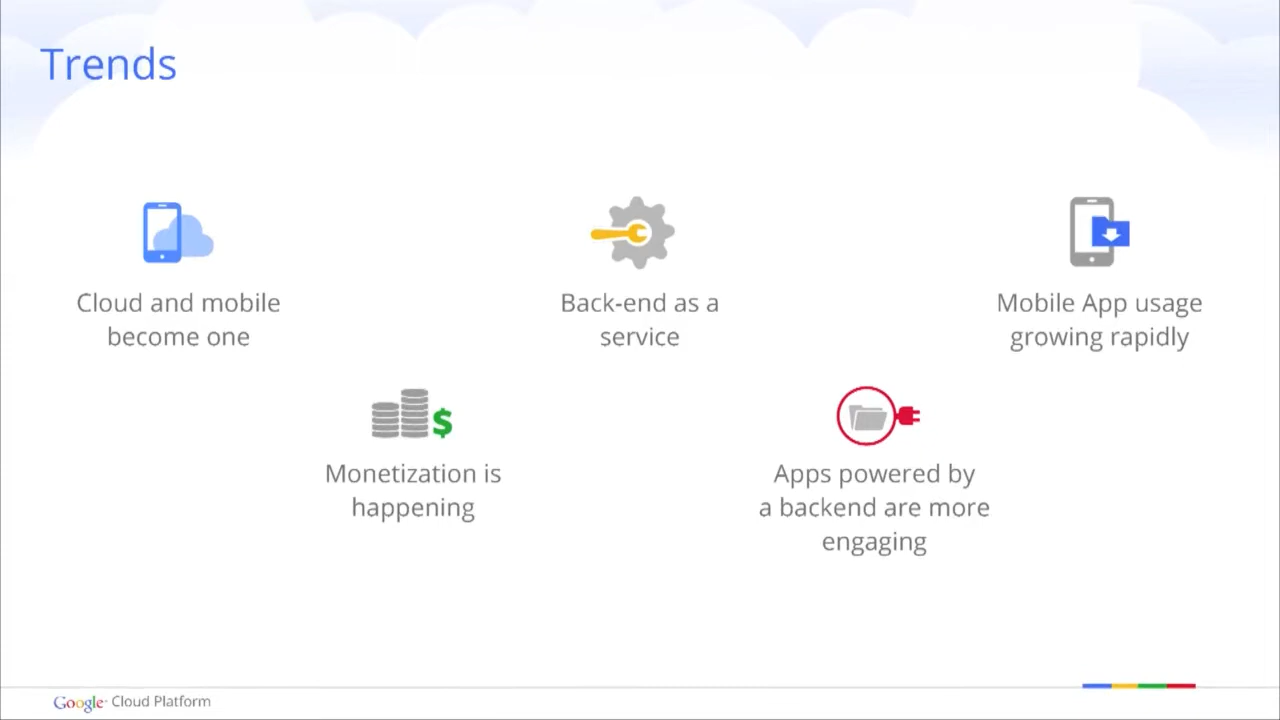 Trends
Cloud and mobile
become one
Back-end as a
service
Mobile App usage
growing rapidly
$
Monetization is
happening
Apps powered by
a backend are more
engaging
Google Cloud Platform